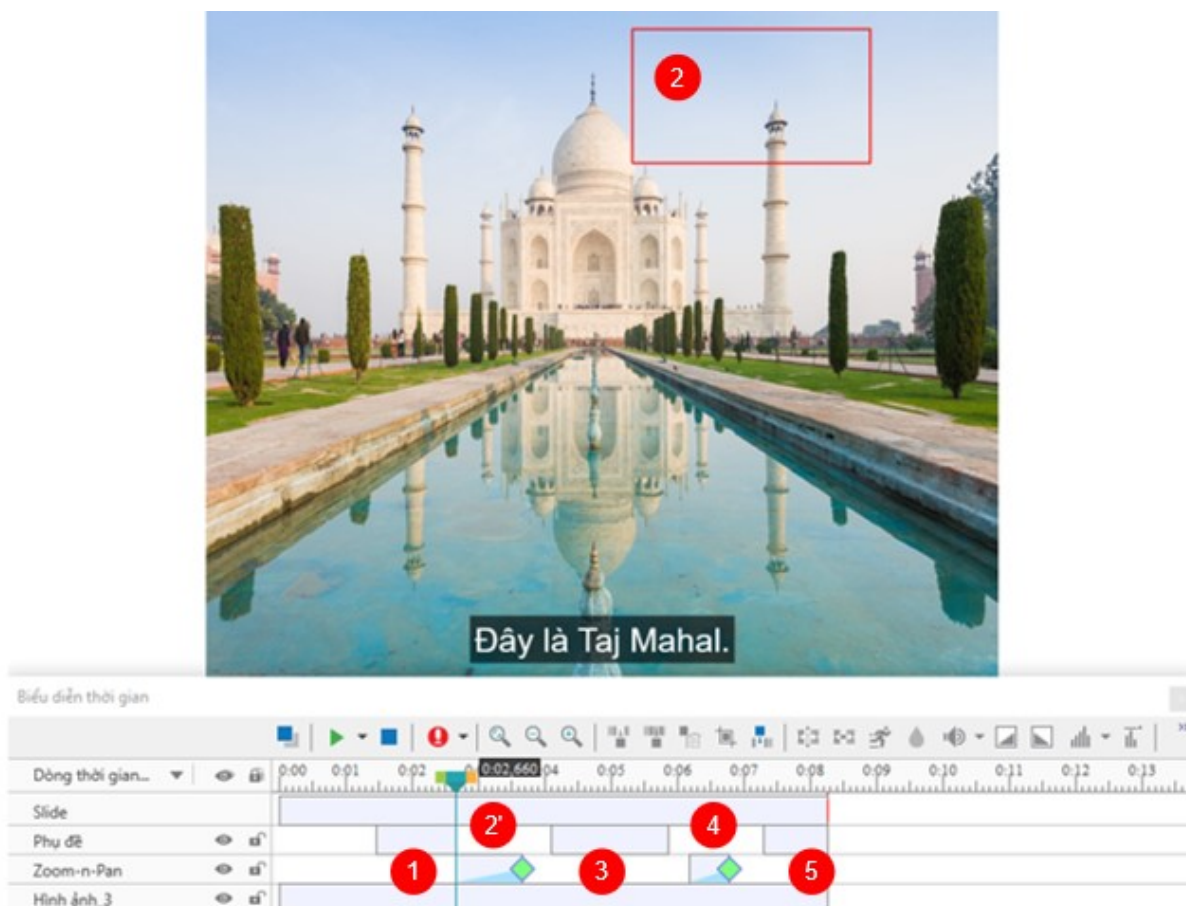 2
Đây là Taj Mahal.
Biểu diễn thời gian
Dòng thời gian... 0:00 0:01 0:02 0:02.660 0:04 0:05 0:06 0:07 0:08 0:09 0:10 0:11 0:12 0:13
Slide
Phụ đề 2' 4
Zoom-n-Pan 1 3 5
Hình ảnh_3